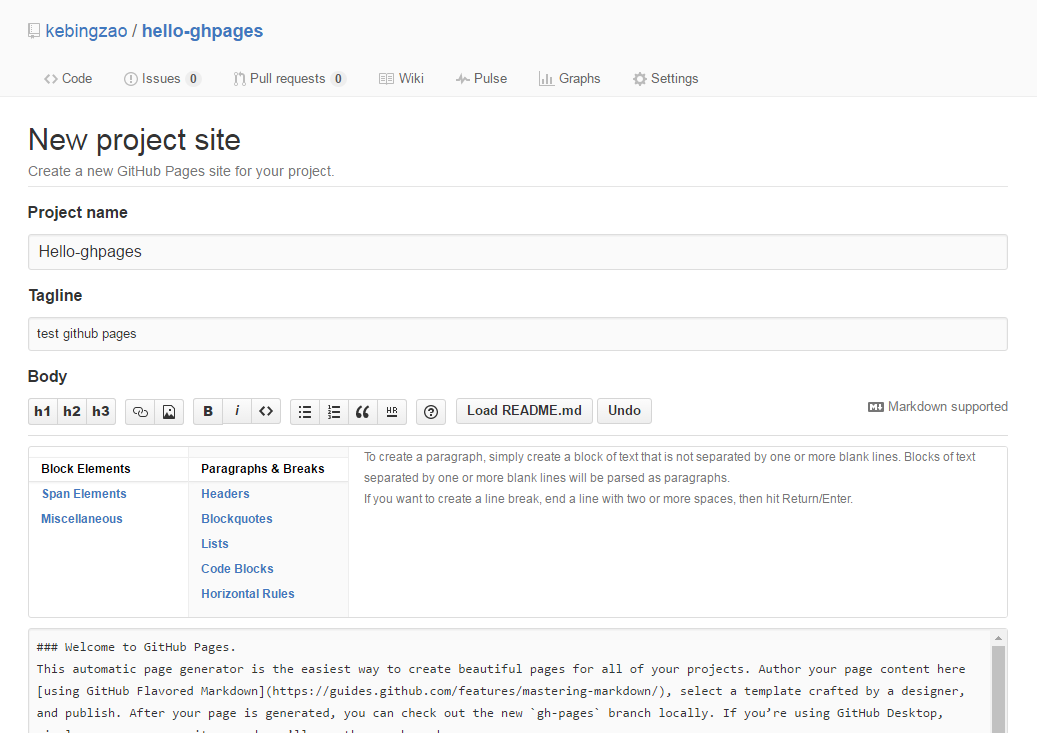 kebingzao / hello-ghpages
Code Issues 0 Pull requests 0 Wiki Pulse Graphs Settings
New project site
Create a new GitHub Pages site for your project.
Project name
Hello-ghpages
Tagline
test github pages
Body
h1 h2 h3 B i Load README.md Undo Markdown supported
Block Elements
Span Elements
Miscellaneous
Paragraphs & Breaks
Headers
Blockquotes
Lists
Code Blocks
Horizontal Rules
To create a paragraph, simply create a block of text that is not separated by one or more blank lines. Blocks of text
separated by one or more blank lines will be parsed as paragraphs.
If you want to create a line break, end a line with two or more spaces, then hit Return/Enter.
### Welcome to GitHub Pages.
This automatic page generator is the easiest way to create beautiful pages for all of your projects. Author your page content here
[using GitHub Flavored Markdown](https://guides.github.com/features/mastering-markdown/), select a template crafted by a designer,
and publish. After your page is generated, you can check out the new `gh-pages` branch locally. If you’re using GitHub Desktop,